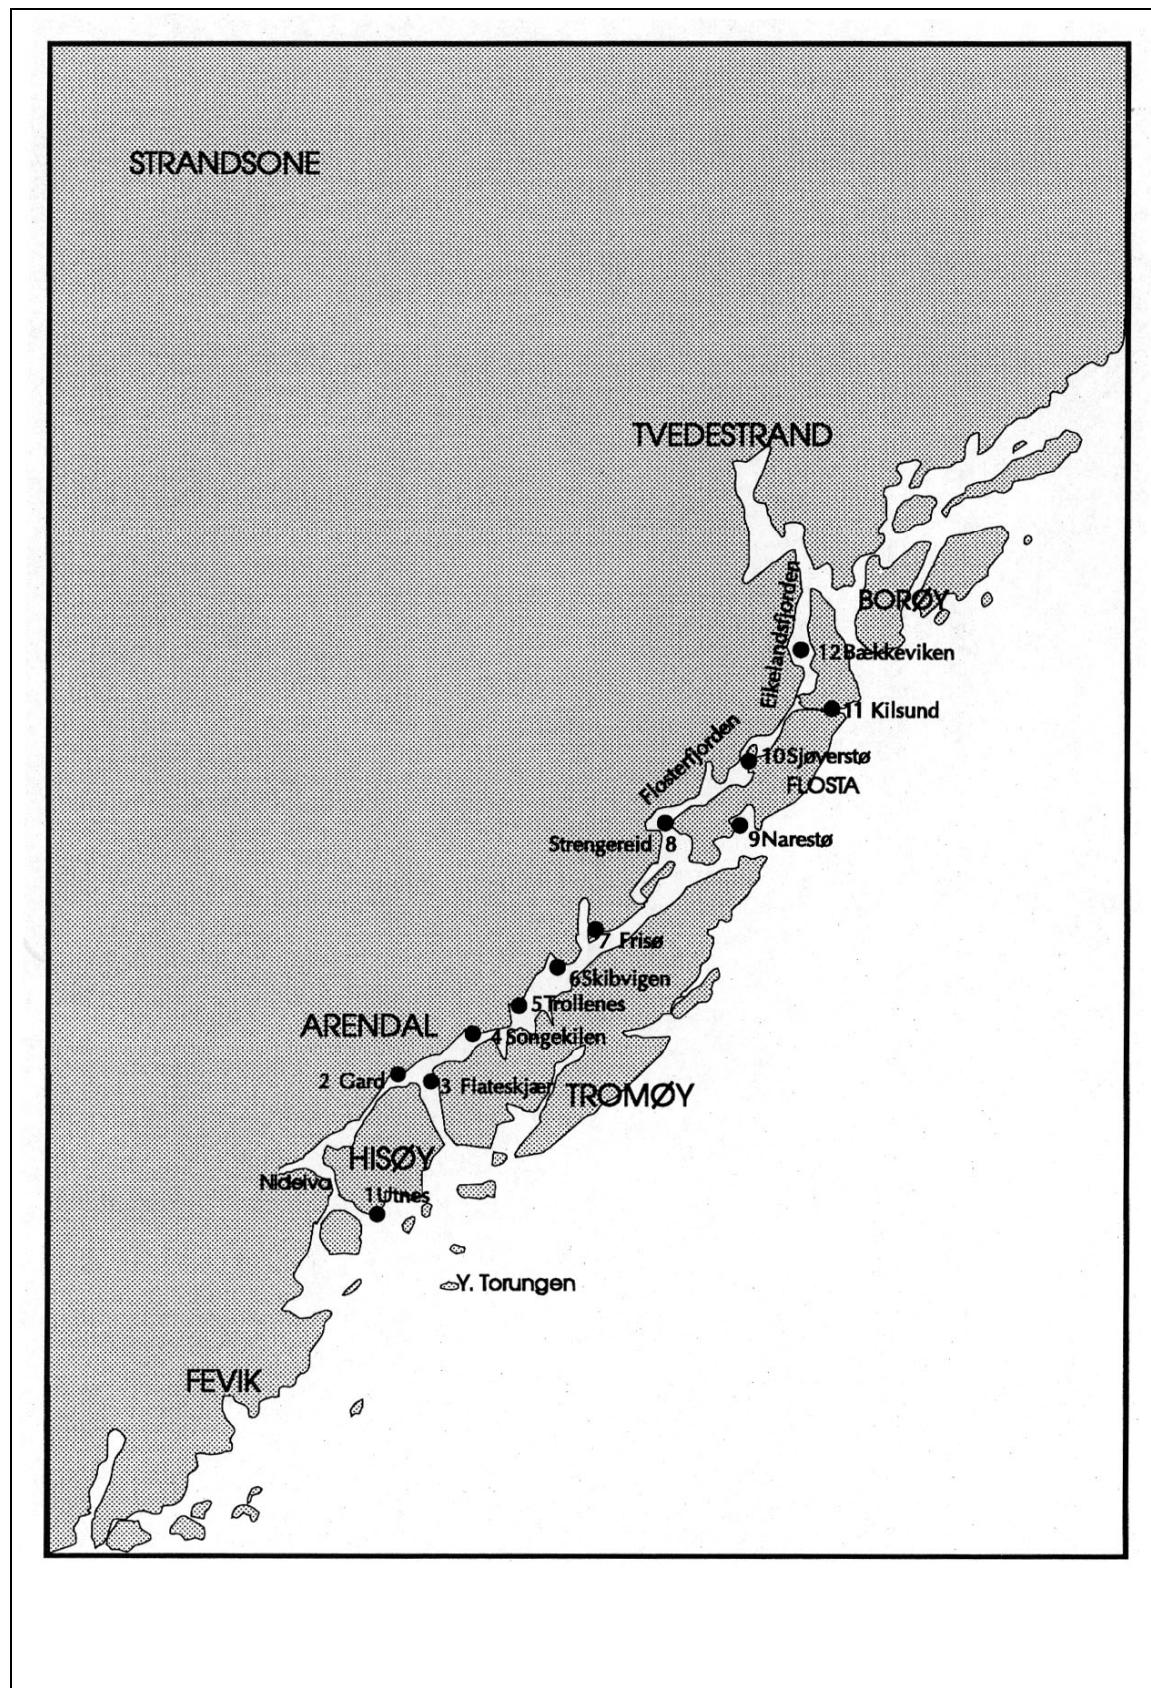 STRANDSONE
TVEDESTRAND
BORØY
Eikelandsfjorden
12 Bækkeviken
11 Kilsund
Flostefjorden
10 Sjøverstø
FLOSTA
Strengereid 8
9 Narestø
7 Frisø
6 Skibvigen
5 Trollenes
ARENDAL
4 Songekilen
2 Gard
3 Flateskjær
TROMØY
HISØY
Nidelva
1 Utnes
Y. Torungen
FEVIK